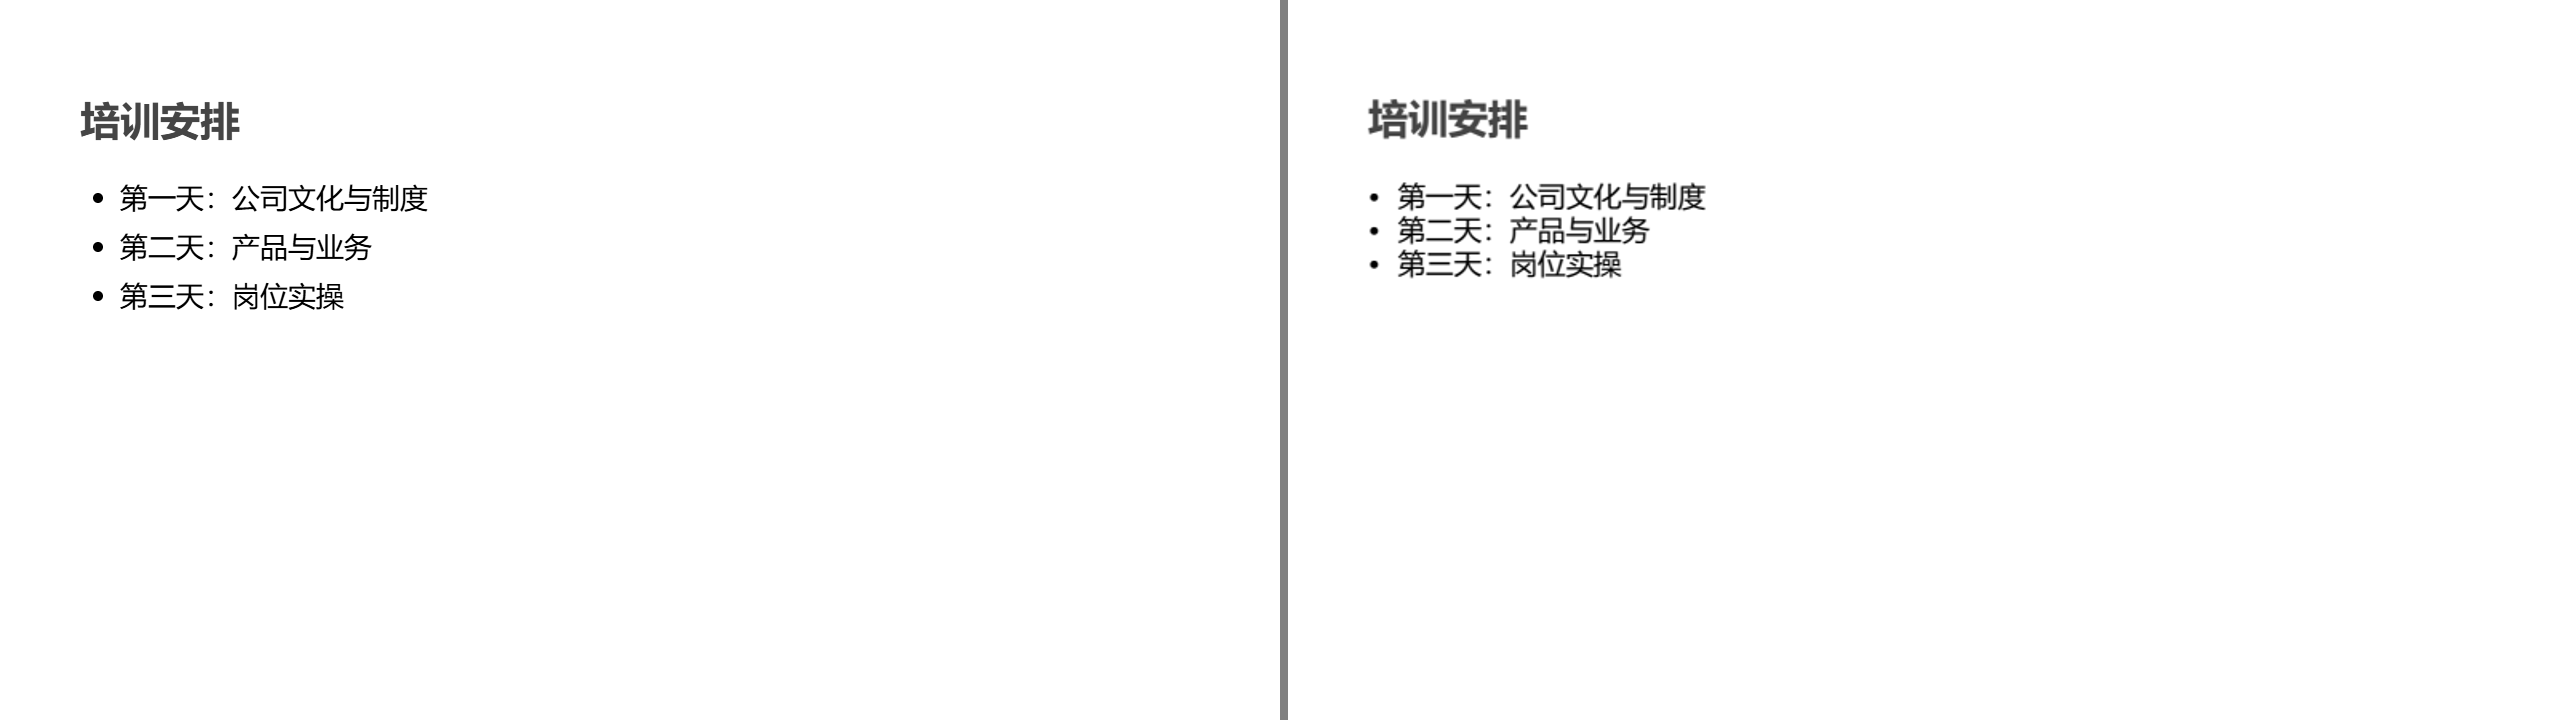 培训安排
• 第一天：公司文化与制度
• 第二天：产品与业务
• 第三天：岗位实操
培训安排
• 第一天：公司文化与制度
• 第二天：产品与业务
• 第三天：岗位实操